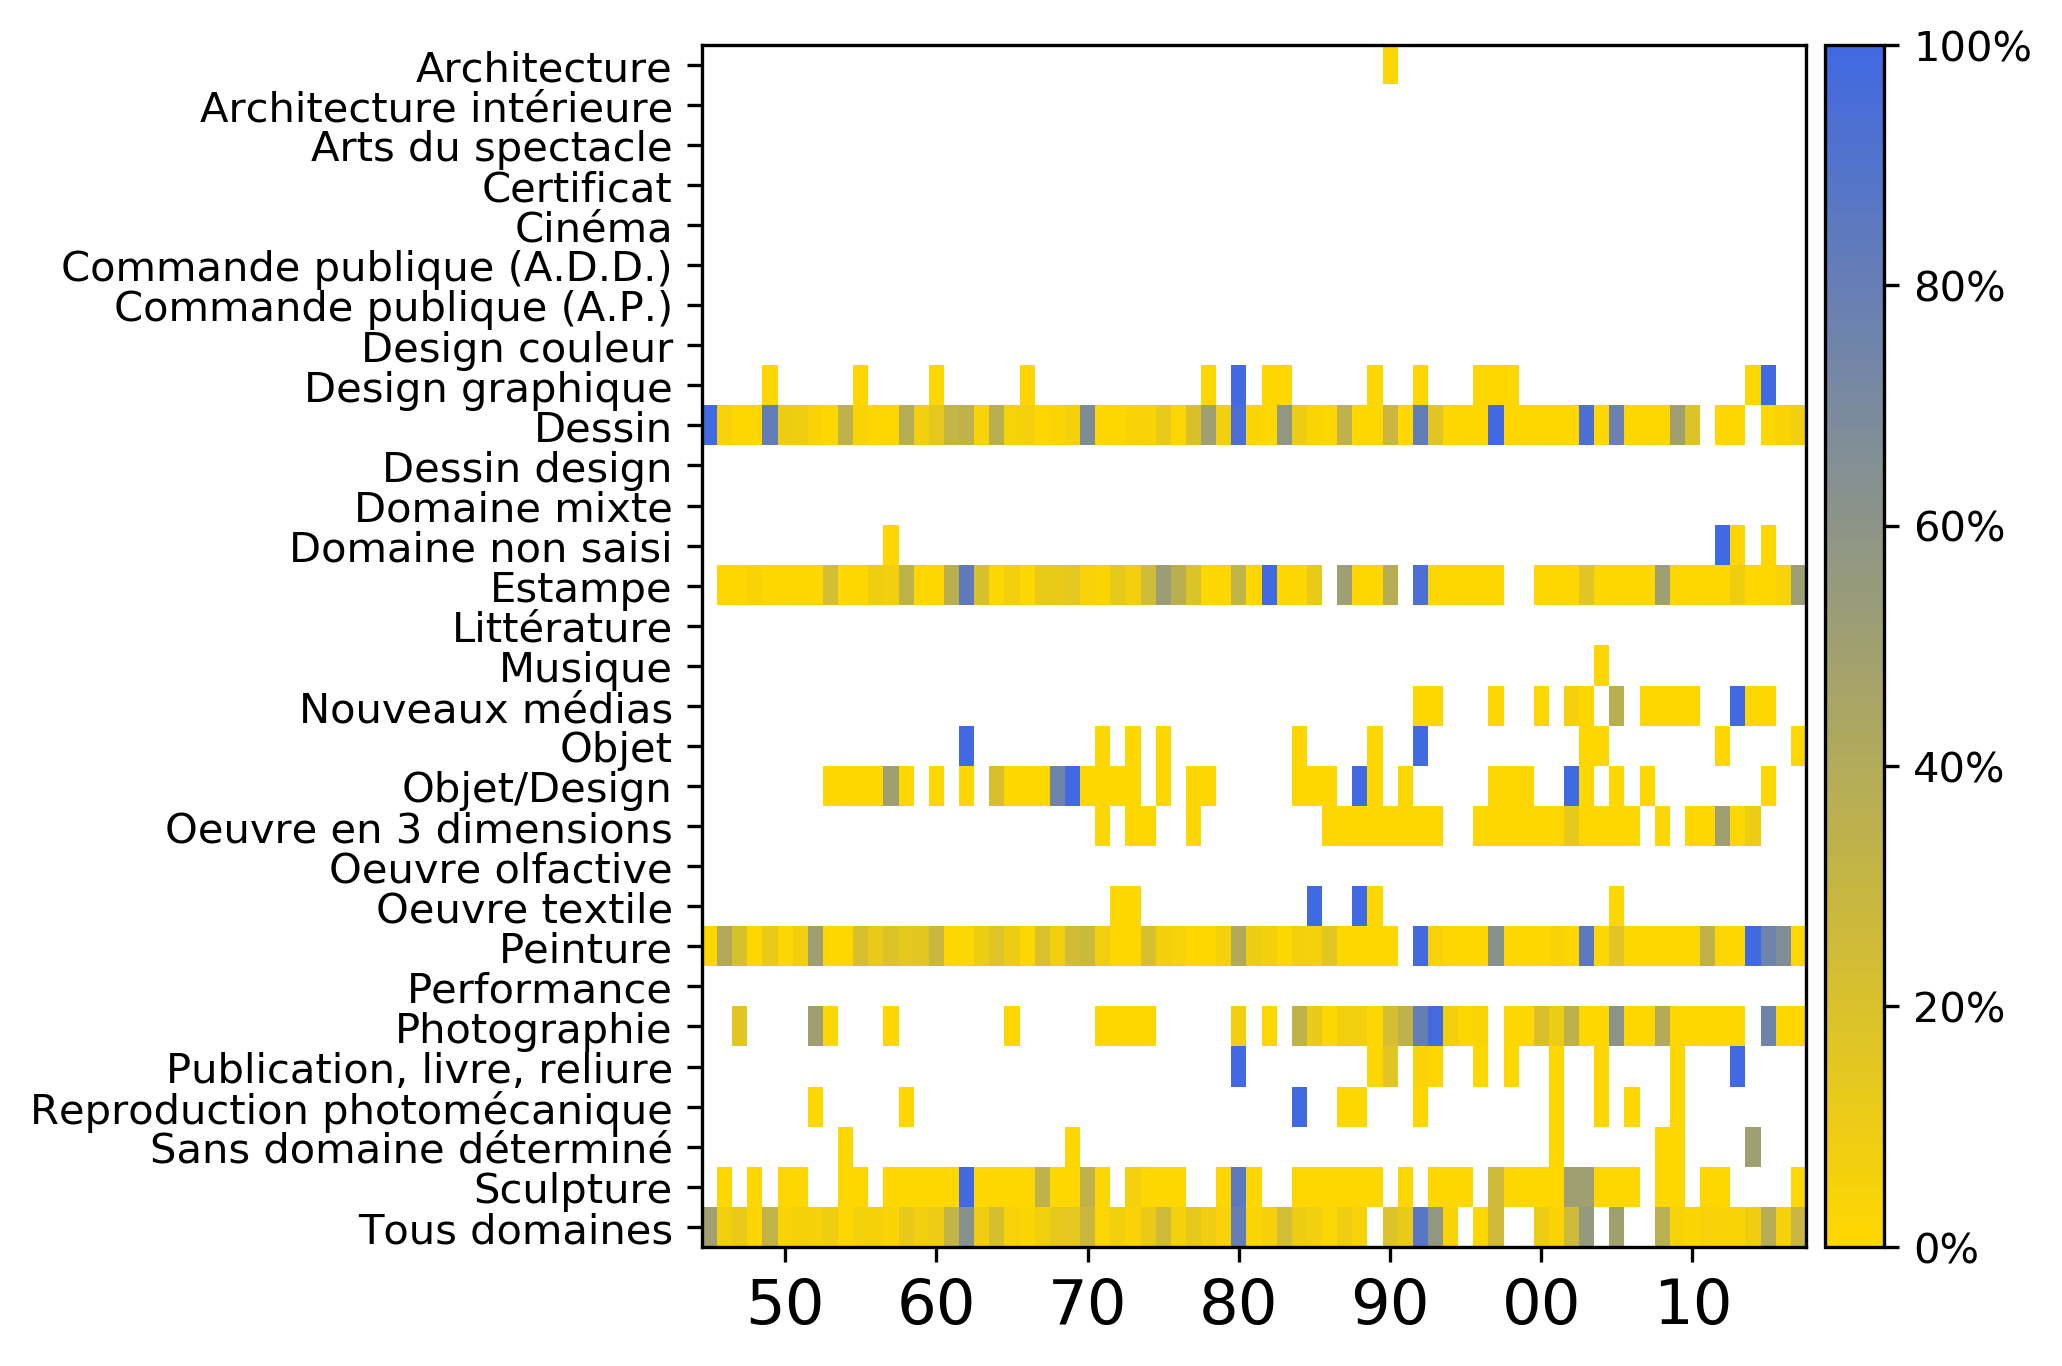 Architecture
Architecture intérieure
Arts du spectacle
Certificat
Cinéma
Commande publique (A.D.D.)
Commande publique (A.P.)
Design couleur
Design graphique
Dessin
Dessin design
Domaine mixte
Domaine non saisi
Estampe
Littérature
Musique
Nouveaux médias
Objet
Objet/Design
Oeuvre en 3 dimensions
Oeuvre olfactive
Oeuvre textile
Peinture
Performance
Photographie
Publication, livre, reliure
Reproduction photomécanique
Sans domaine déterminé
Sculpture
Tous domaines
50 60 70 80 90 00 10
100%
80%
60%
40%
20%
0%